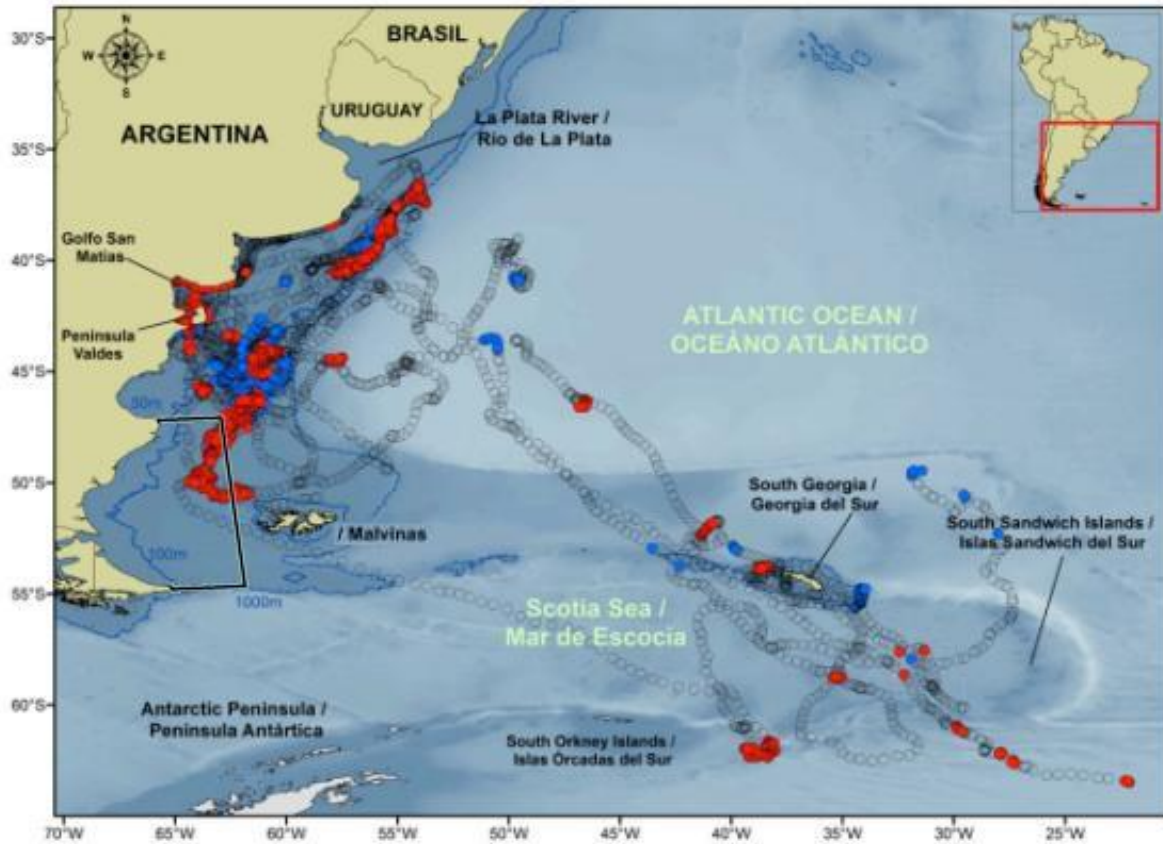 N
W E
S
BRASIL
URUGUAY
ARGENTINA
La Plata River /
Rio de La Plata
Golfo San
Matias
Peninsula
Valdes
ATLANTIC OCEAN /
OCEÁNO ATLÁNTICO
50m
100m
1000m
/ Malvinas
South Georgia /
Georgia del Sur
South Sandwich Islands /
Islas Sandwich del Sur
Scotia Sea /
Mar de Escocia
Antarctic Peninsula /
Peninsula Antártica
South Orkney Islands /
Islas Órcadas del Sur
30°S
35°S
40°S
45°S
50°S
55°S
60°S
70°W 65°W 60°W 55°W 50°W 45°W 40°W 35°W 30°W 25°W